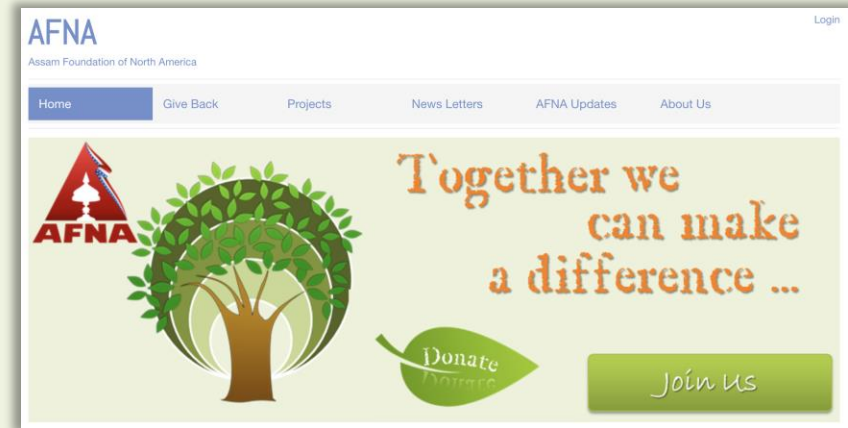 AFNA
Login
Assam Foundation of North America
Home Give Back Projects News Letters AFNA Updates About Us
AFNA
Together we
can make
a difference ...
Donate
Join Us